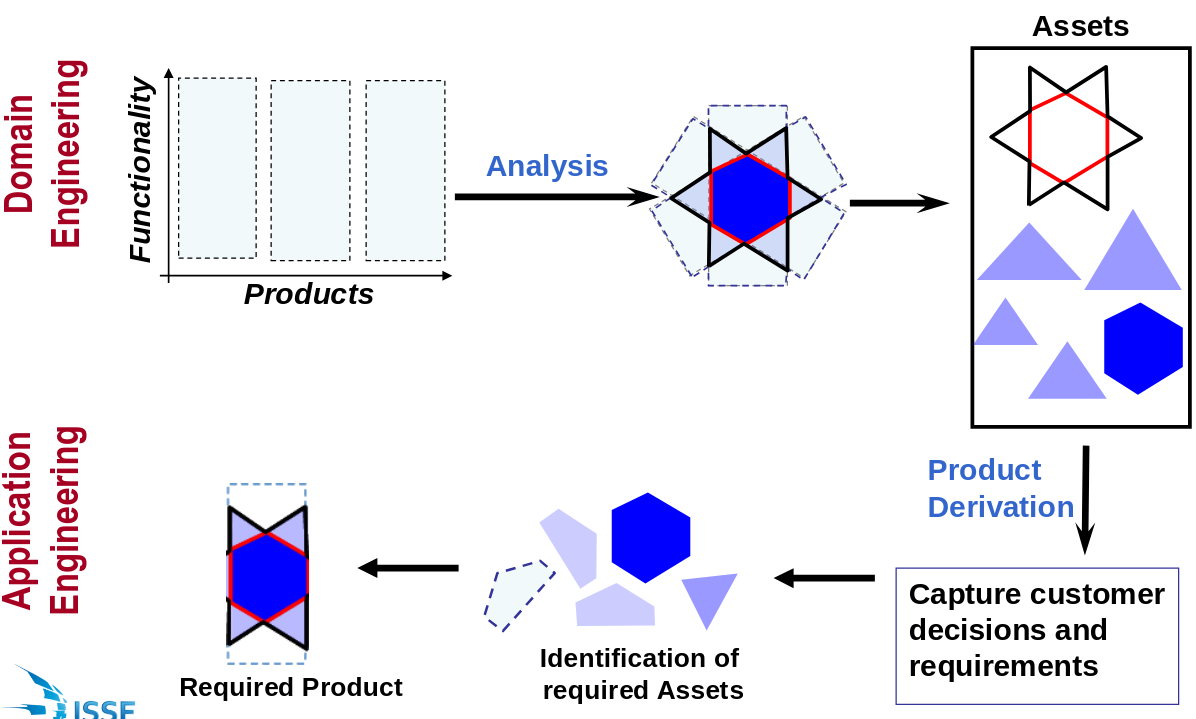 Assets
Domain
Engineering
Functionality
Analysis
Products
Application
Engineering
Product
Derivation
Capture customer
decisions and
requirements
Identification of
required Assets
Required Product